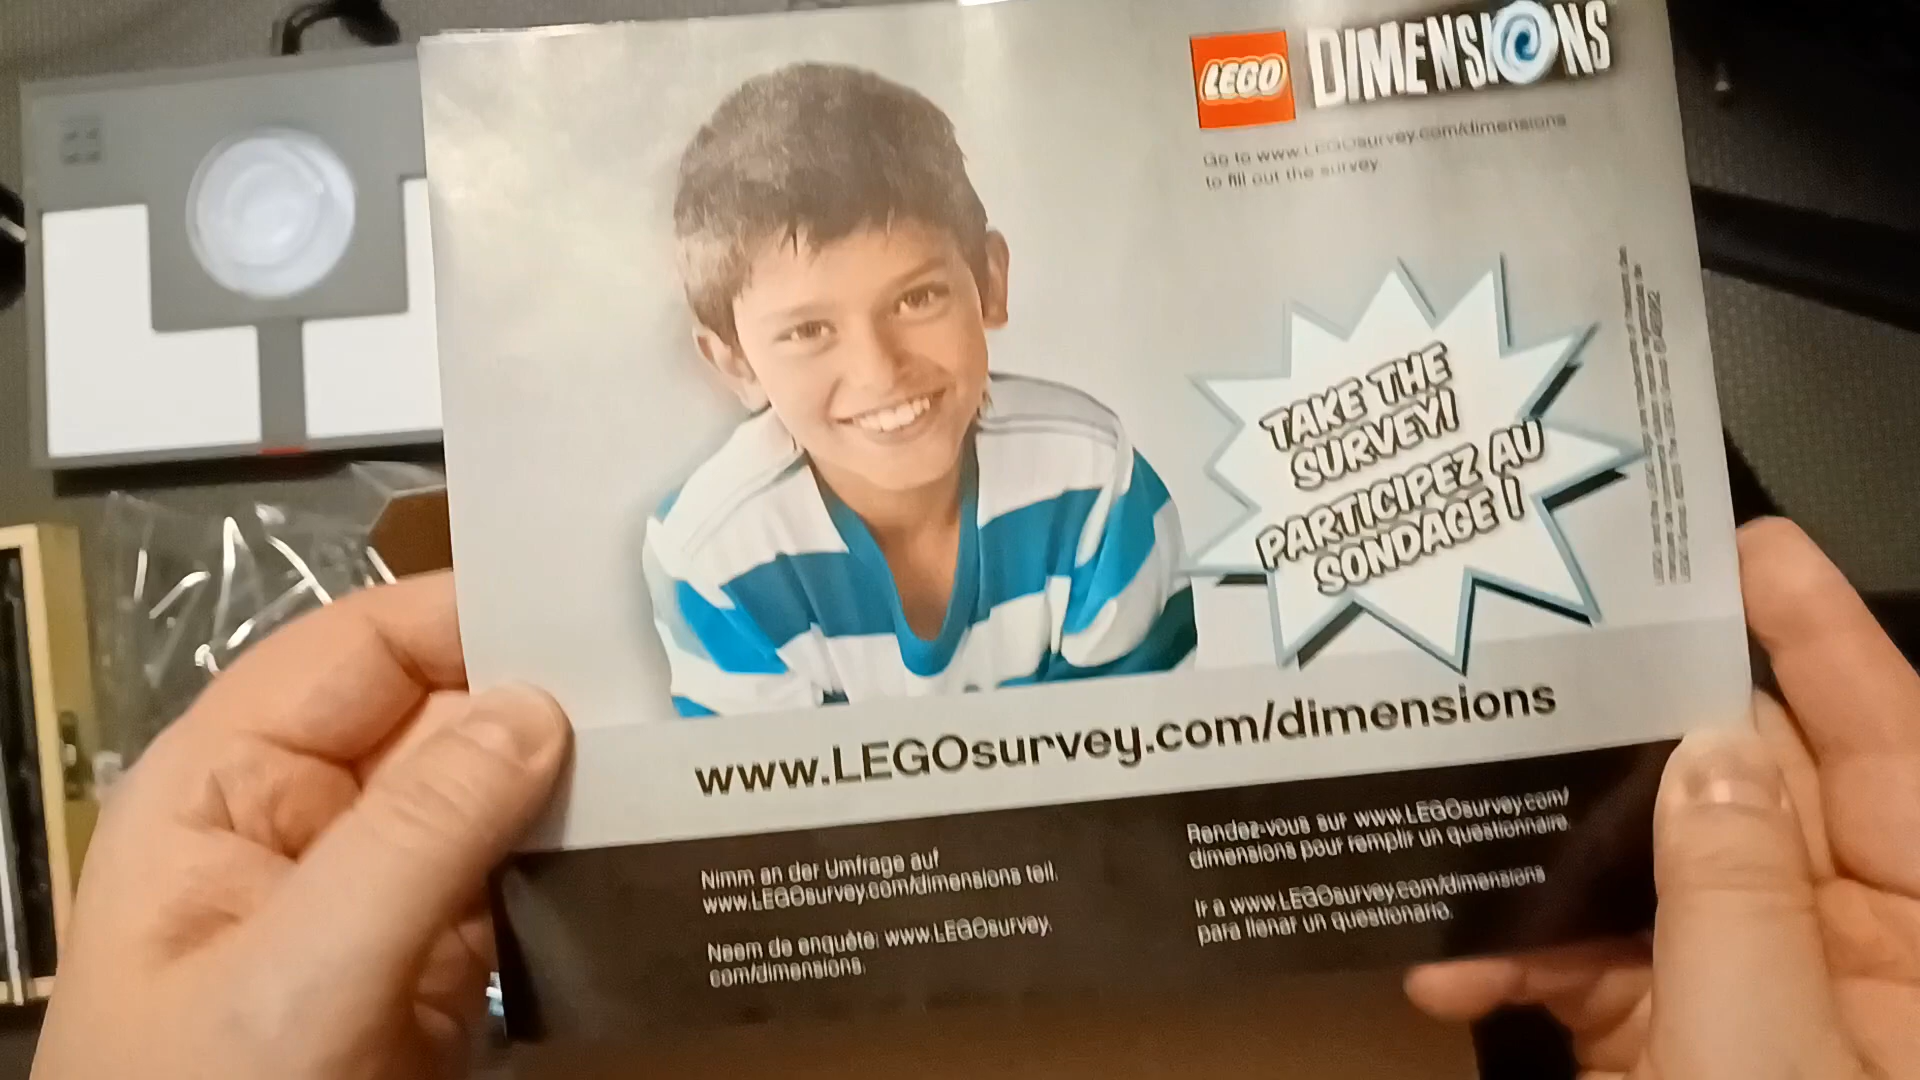 LEGO DIMENSIONS
Go to www.LEGOsurvey.com/dimensions
to fill out the survey.
TAKE THE
SURVEY!
PARTICIPEZ AU
SONDAGE !
www.LEGOsurvey.com/dimensions
Nimm an der Umfrage auf
www.LEGOsurvey.com/dimensions teil.
Neem de enquête: www.LEGOsurvey.
com/dimensions.
Rendez-vous sur www.LEGOsurvey.com/
dimensions pour remplir un questionnaire.
Ir a www.LEGOsurvey.com/dimensions
para llenar un questionario.